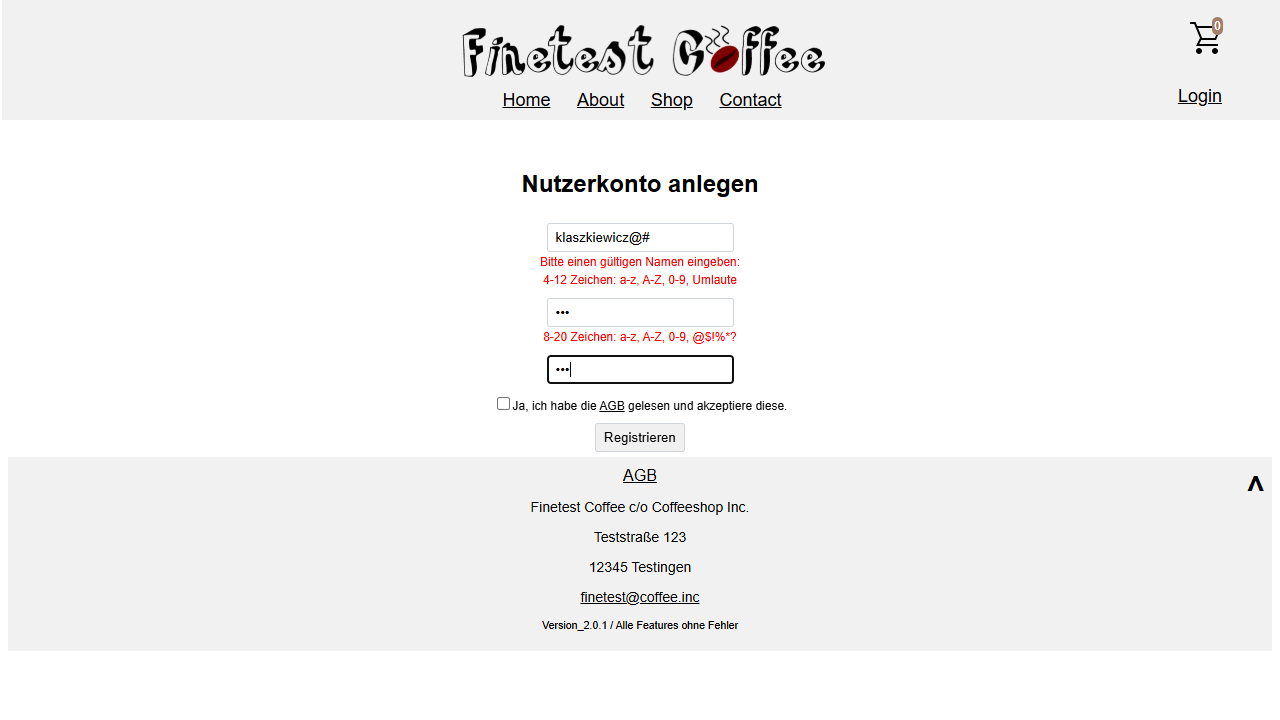 Finetest Coffee
0
Home About Shop Contact
Login
Nutzerkonto anlegen
klaszkiewicz@#
Bitte einen gültigen Namen eingeben:
4-12 Zeichen: a-z, A-Z, 0-9, Umlaute
•••
8-20 Zeichen: a-z, A-Z, 0-9, @$!%*?
•••
Ja, ich habe die AGB gelesen und akzeptiere diese.
Registrieren
AGB
^
Finetest Coffee c/o Coffeeshop Inc.
Teststraße 123
12345 Testingen
finetest@coffee.inc
Version_2.0.1 / Alle Features ohne Fehler